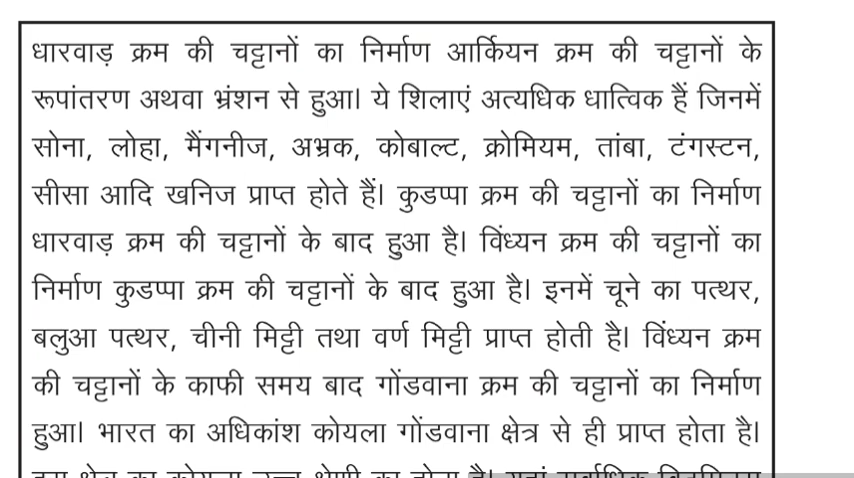 धारवाड़ क्रम की चट्टानों का निर्माण आर्कियन क्रम की चट्टानों के
रूपांतरण अथवा भ्रंशन से हुआ। ये शिलाएं अत्यधिक धात्विक हैं जिनमें
सोना, लोहा, मैंगनीज, अभ्रक, कोबाल्ट, क्रोमियम, तांबा, टंगस्टन,
सीसा आदि खनिज प्राप्त होते हैं। कुडप्पा क्रम की चट्टानों का निर्माण
धारवाड़ क्रम की चट्टानों के बाद हुआ है। विंध्यन क्रम की चट्टानों का
निर्माण कुडप्पा क्रम की चट्टानों के बाद हुआ है। इनमें चूने का पत्थर,
बलुआ पत्थर, चीनी मिट्टी तथा वर्ण मिट्टी प्राप्त होती है। विंध्यन क्रम
की चट्टानों के काफी समय बाद गोंडवाना क्रम की चट्टानों का निर्माण
हुआ। भारत का अधिकांश कोयला गोंडवाना क्षेत्र से ही प्राप्त होता है।